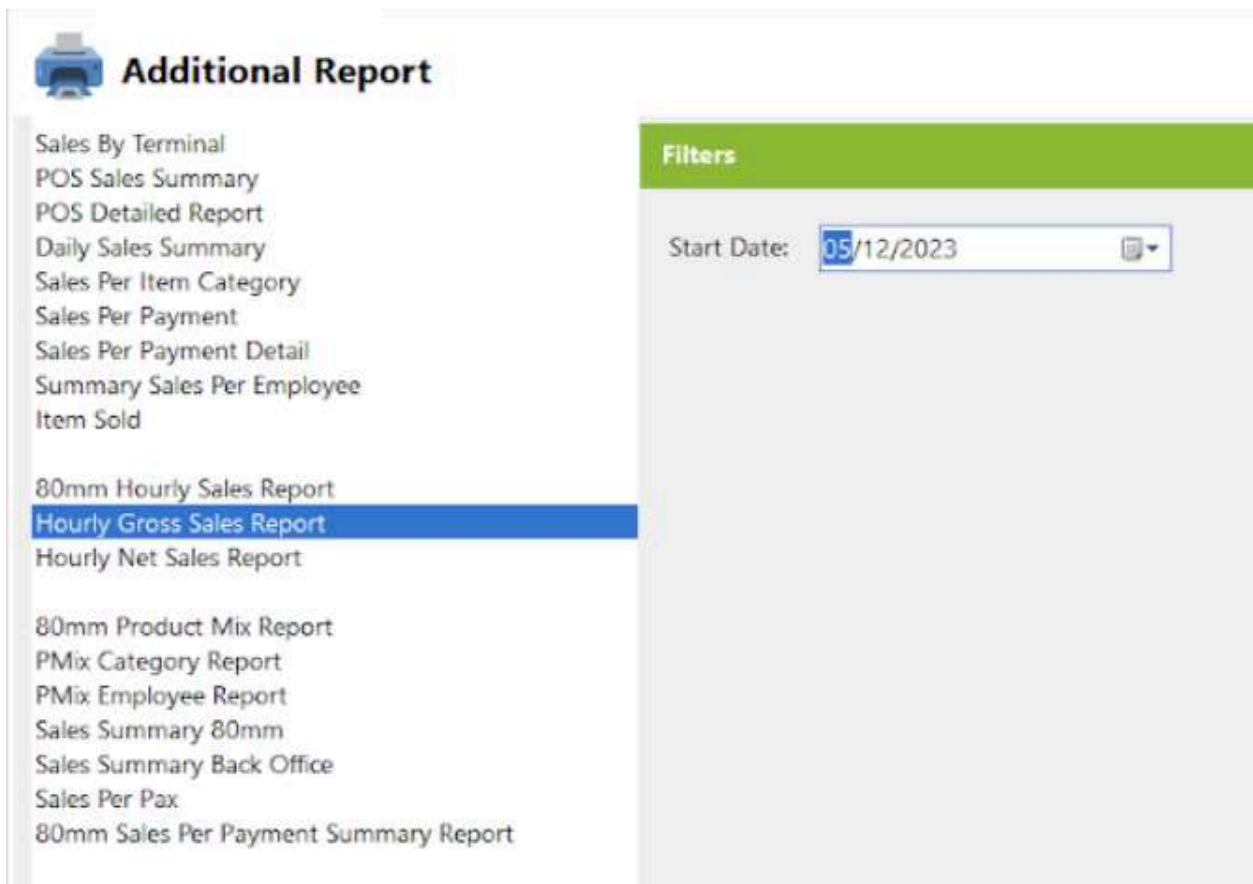 Additional Report
Sales By Terminal
POS Sales Summary
POS Detailed Report
Daily Sales Summary
Sales Per Item Category
Sales Per Payment
Sales Per Payment Detail
Summary Sales Per Employee
Item Sold
80mm Hourly Sales Report
Hourly Gross Sales Report
Hourly Net Sales Report
80mm Product Mix Report
PMix Category Report
PMix Employee Report
Sales Summary 80mm
Sales Summary Back Office
Sales Per Pax
80mm Sales Per Payment Summary Report
Filters
Start Date: 05/12/2023